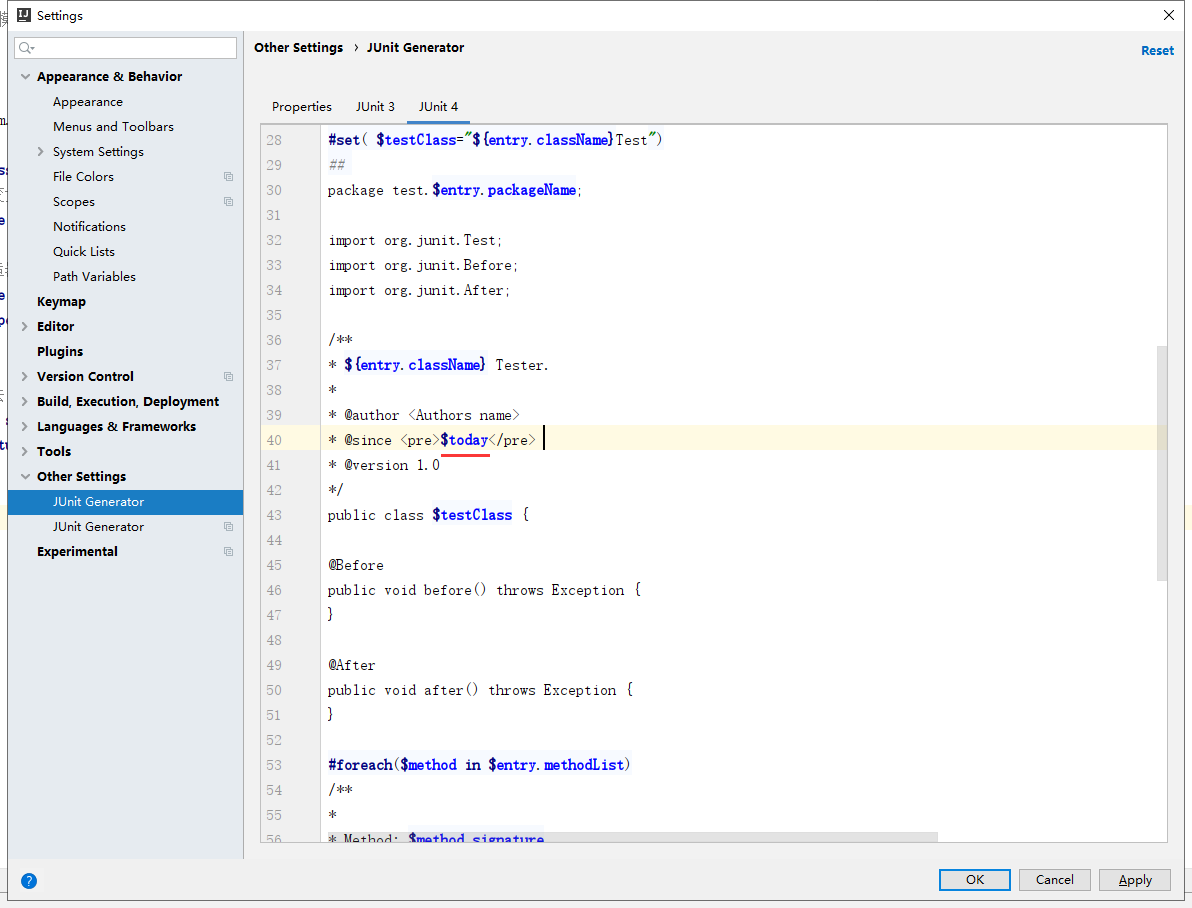 Settings
Appearance & Behavior
Appearance
Menus and Toolbars
System Settings
File Colors
Scopes
Notifications
Quick Lists
Path Variables
Keymap
Editor
Plugins
Version Control
Build, Execution, Deployment
Languages & Frameworks
Tools
Other Settings
JUnit Generator
JUnit Generator
Experimental
Other Settings › JUnit Generator
Reset
Properties JUnit 3 JUnit 4
28 #set( $testClass="${entry.className}Test")
29 ##
30 package test.$entry.packageName;
31
32 import org.junit.Test;
33 import org.junit.Before;
34 import org.junit.After;
35
36 /**
37 * ${entry.className} Tester.
38 *
39 * @author <Authors name>
40 * @since <pre>$today</pre>
41 * @version 1.0
42 */
43 public class $testClass {
44
45 @Before
46 public void before() throws Exception {
47 }
48
49 @After
50 public void after() throws Exception {
51 }
52
53 #foreach($method in $entry.methodList)
54 /**
55 *
56 * Method: $method.signature
? OK Cancel Apply